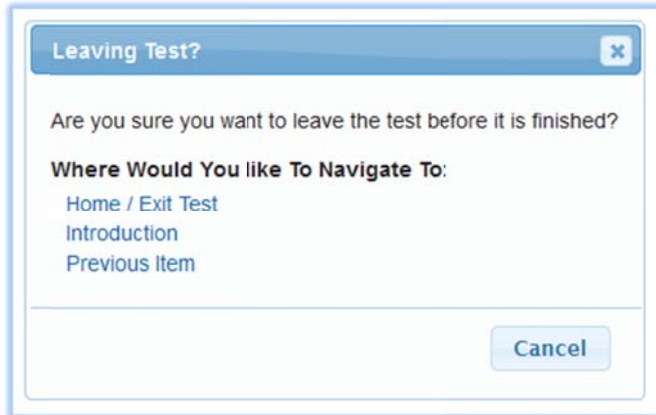 Leaving Test?
Are you sure you want to leave the test before it is finished?
Where Would You like To Navigate To:
Home / Exit Test
Introduction
Previous Item
Cancel